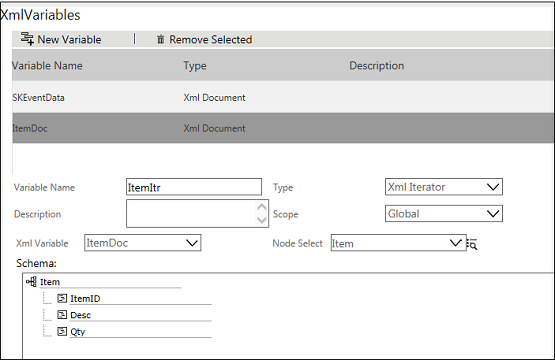 XmlVariables
New Variable | Remove Selected
Variable Name Type Description
SKEventData Xml Document
ItemDoc Xml Document
Variable Name ItemItr Type Xml Iterator
Description Scope Global
Xml Variable ItemDoc Node Select Item
Schema:
Item
ItemID
Desc
Qty